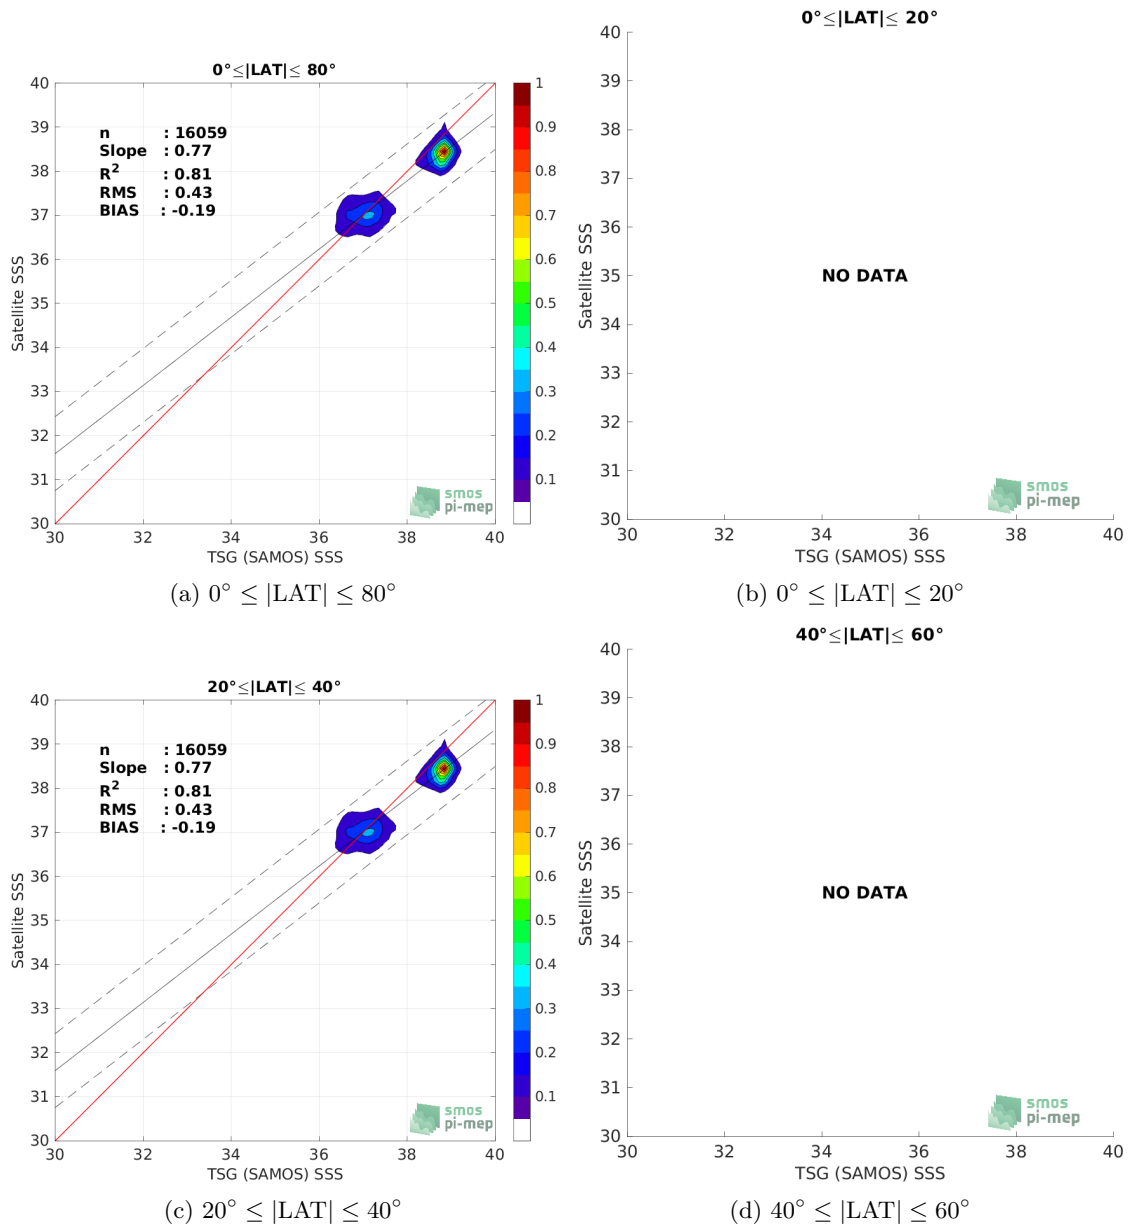 0°≤|LAT|≤ 80°
40
39
38
37
36
35
34
33
32
31
30
Satellite SSS
n : 16059
Slope : 0.77
R² : 0.81
RMS : 0.43
BIAS : -0.19
smos
pi-mep
30 32 34 36 38 40
TSG (SAMOS) SSS
1
0.9
0.8
0.7
0.6
0.5
0.4
0.3
0.2
0.1
(a) 0° ≤ |LAT| ≤ 80°
0°≤|LAT|≤ 20°
40
39
38
37
36
35
34
33
32
31
30
Satellite SSS
NO DATA
smos
pi-mep
30 32 34 36 38 40
TSG (SAMOS) SSS
(b) 0° ≤ |LAT| ≤ 20°
20°≤|LAT|≤ 40°
40
39
38
37
36
35
34
33
32
31
30
Satellite SSS
n : 16059
Slope : 0.77
R² : 0.81
RMS : 0.43
BIAS : -0.19
smos
pi-mep
30 32 34 36 38 40
TSG (SAMOS) SSS
1
0.9
0.8
0.7
0.6
0.5
0.4
0.3
0.2
0.1
(c) 20° ≤ |LAT| ≤ 40°
40°≤|LAT|≤ 60°
40
39
38
37
36
35
34
33
32
31
30
Satellite SSS
NO DATA
smos
pi-mep
30 32 34 36 38 40
TSG (SAMOS) SSS
(d) 40° ≤ |LAT| ≤ 60°